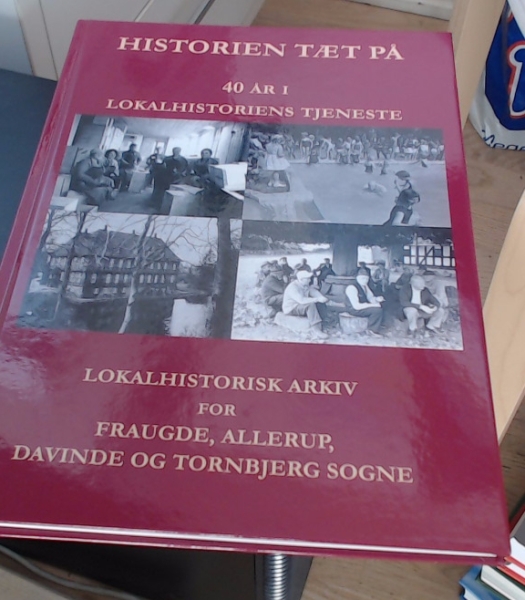 HISTORIEN TÆT PÅ
40 ÅR I
LOKALHISTORIENS TJENESTE
LOKALHISTORISK ARKIV
FOR
FRAUGDE, ALLERUP,
DAVINDE OG TORNBJERG SOGNE